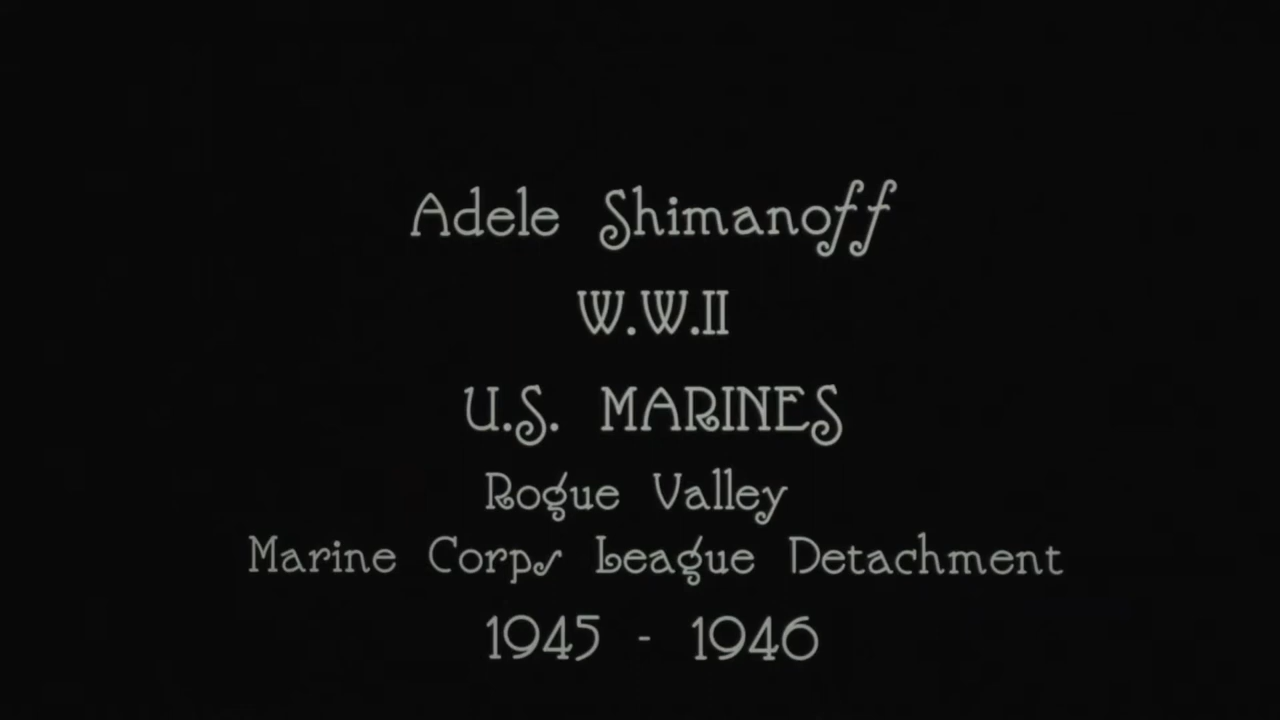 Adele Shimanoff
W.W.II
U.S. MARINES
Rogue Valley
Marine Corps League Detachment
1945 - 1946